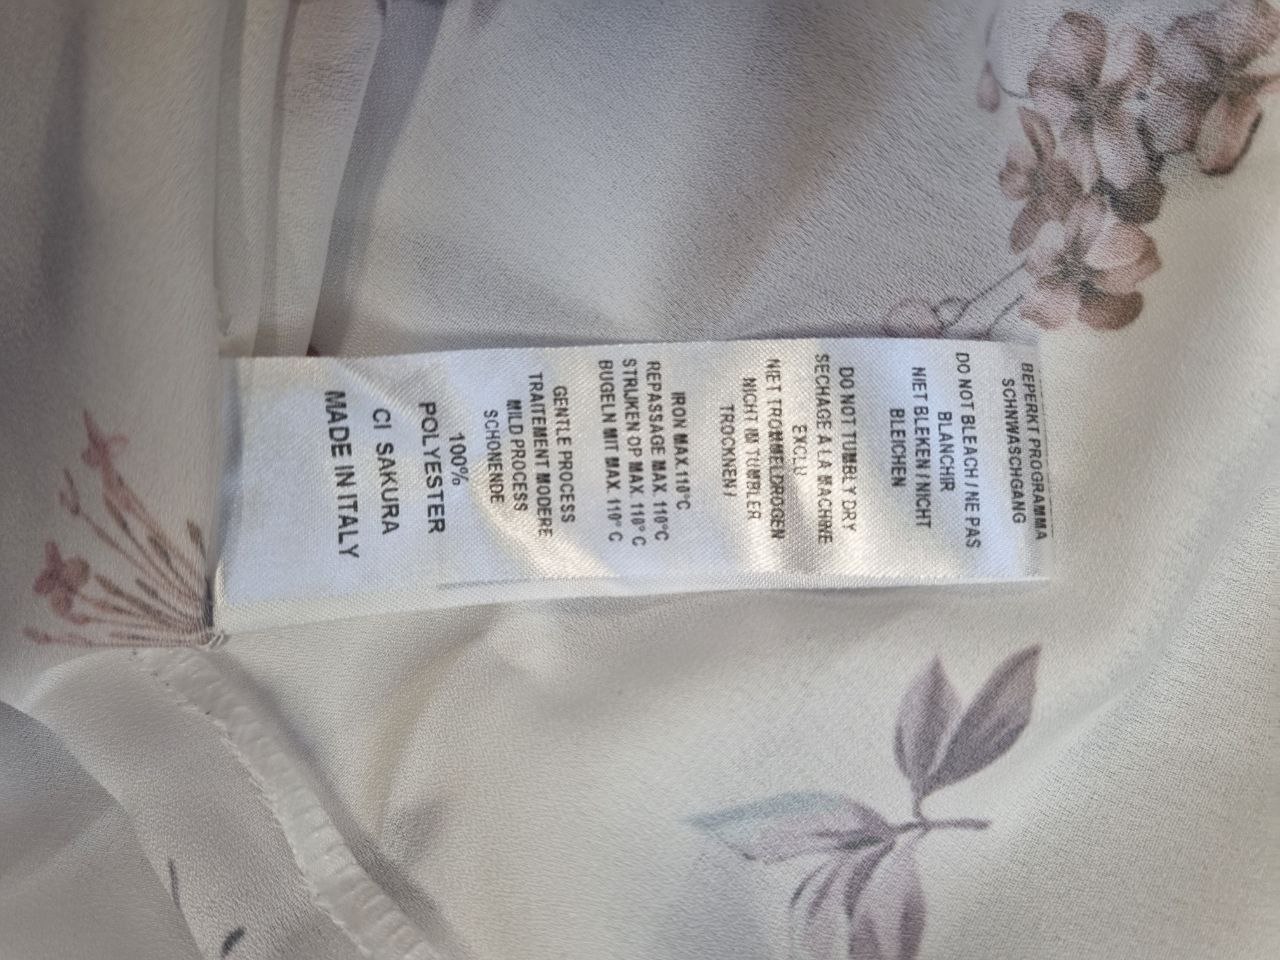 MADE IN ITALY
CI SAKURA
POLYESTER
100%
SCHONENDE
MILD PROCESS
TRAITEMENT MODERE
GENTLE PROCESS
BUGELN MIT MAX. 110° C
STRIJKEN OP MAX. 110° C
REPASSAGE MAX. 110°C
IRON MAX.110°C
TROCKNEN/
NICHT IM TUMBLER
NIET TROMMELDROGEN
EXCLU
SECHAGE A LA MACHINE
DO NOT TUMBLY DRY
BLEICHEN
NIET BLEKEN / NICHT
BLANCHIR
DO NOT BLEACH / NE PAS
SCHNWASCHGANG
BEPERKT PROGRAMMA